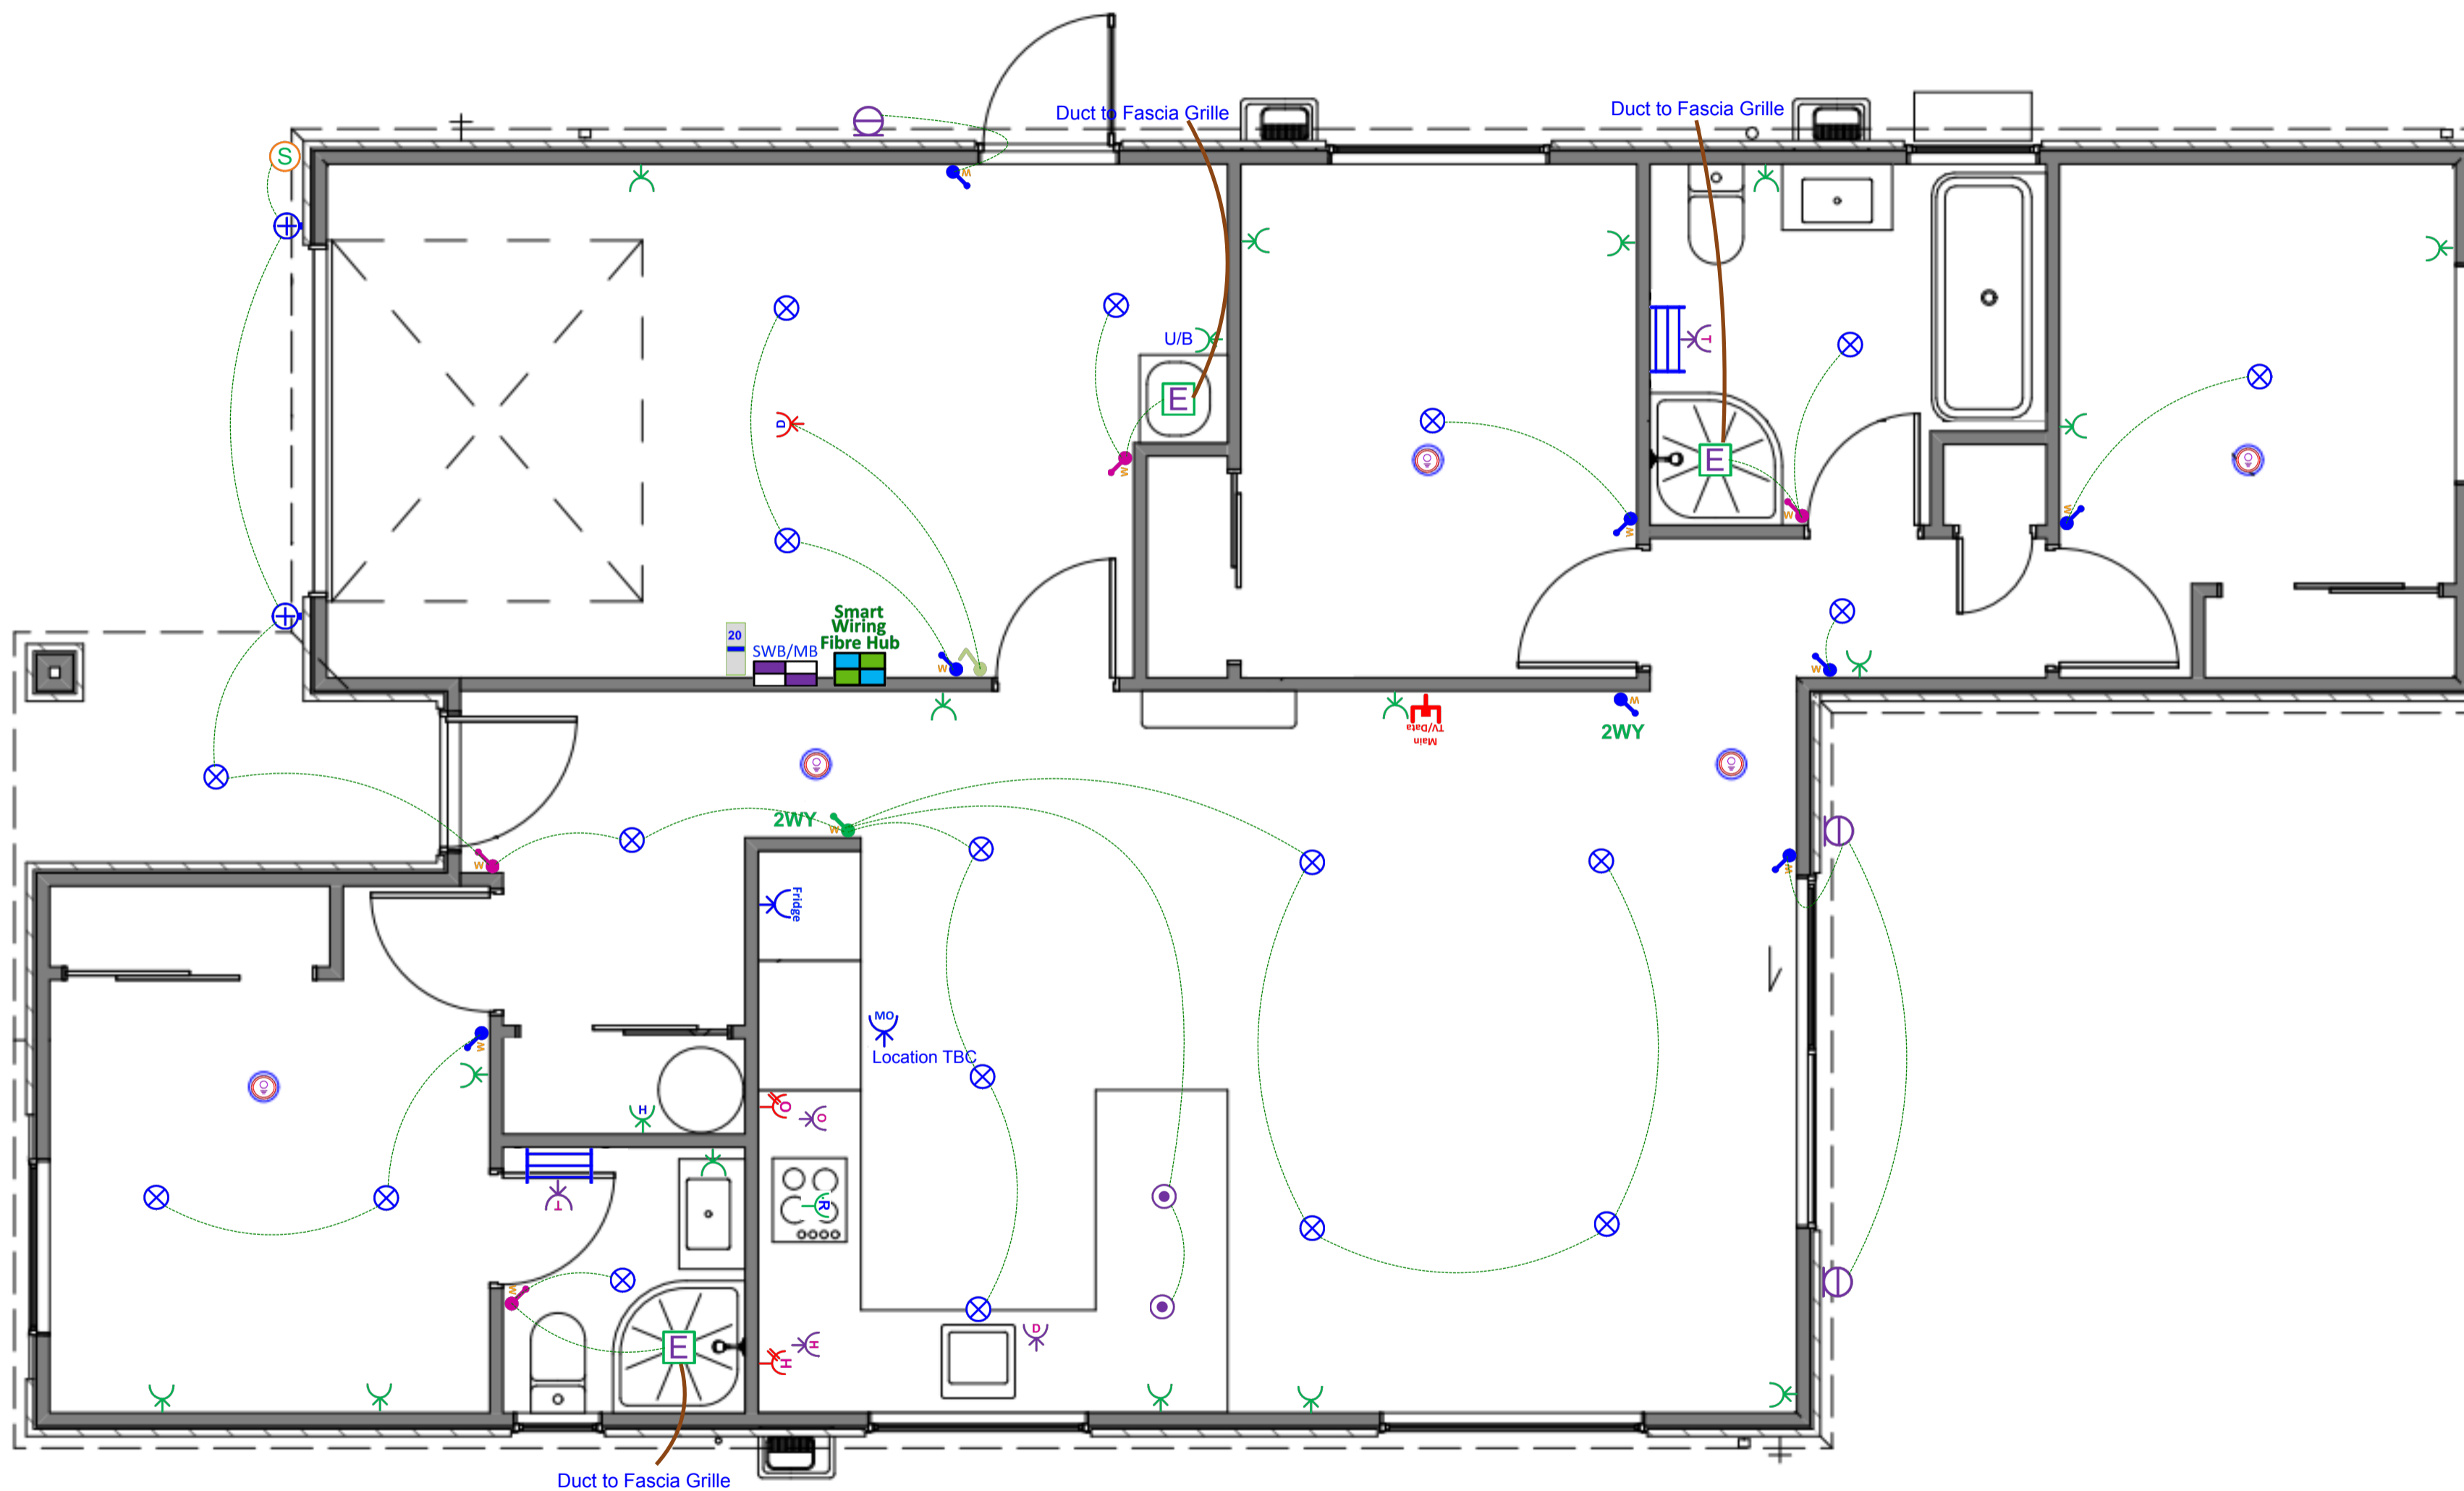 Duct to Fascia Grille
Duct to Fascia Grille
S
U/B
T
E
D
W
E
W
W
W
W
20
SWB/MB
Smart
Wiring
Fibre Hub
W
W
W
Main
TV/Data
2WY
2WY
W
W
W
Fridge
MO
Location TBC
W
O
O
H
T
R
W
E
H
H
D
Duct to Fascia Grille